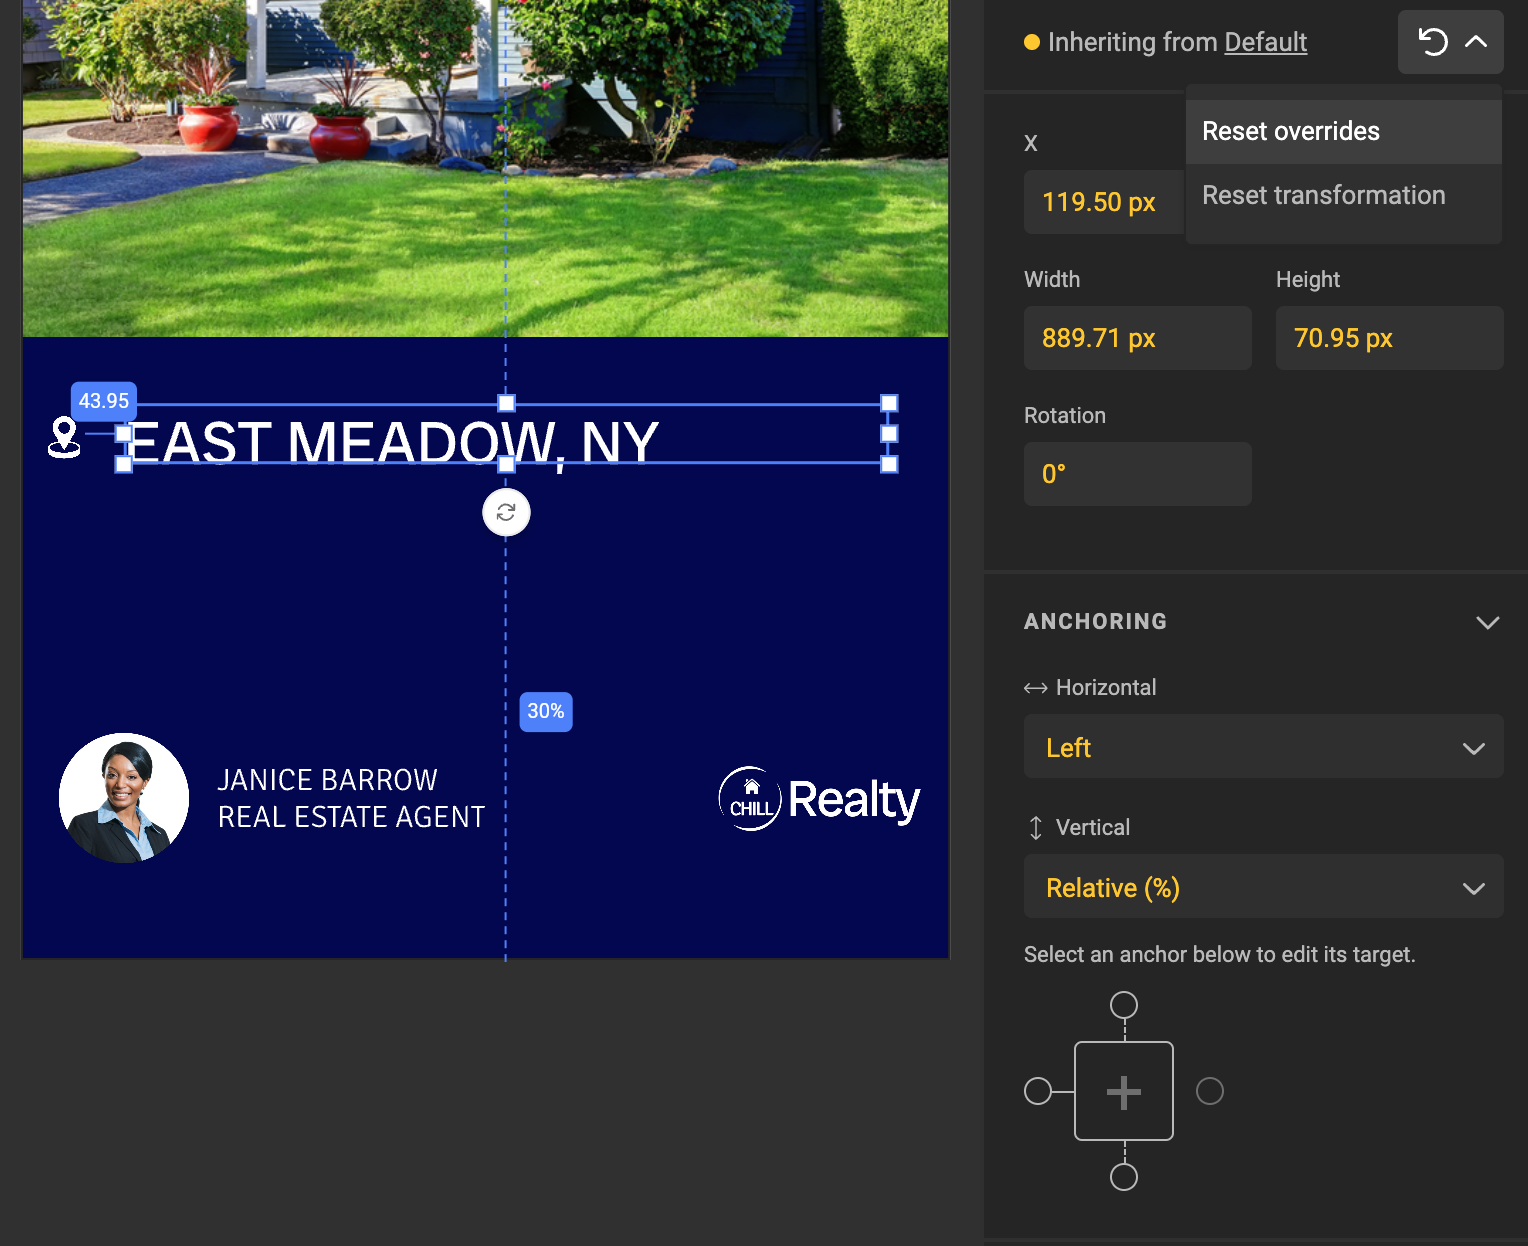 Inheriting from Default
Reset overrides
Reset transformation
X
119.50 px
Width
Height
889.71 px
70.95 px
Rotation
0°
43.95
EAST MEADOW, NY
30%
JANICE BARROW
REAL ESTATE AGENT
CHILL Realty
ANCHORING
Horizontal
Left
Vertical
Relative (%)
Select an anchor below to edit its target.